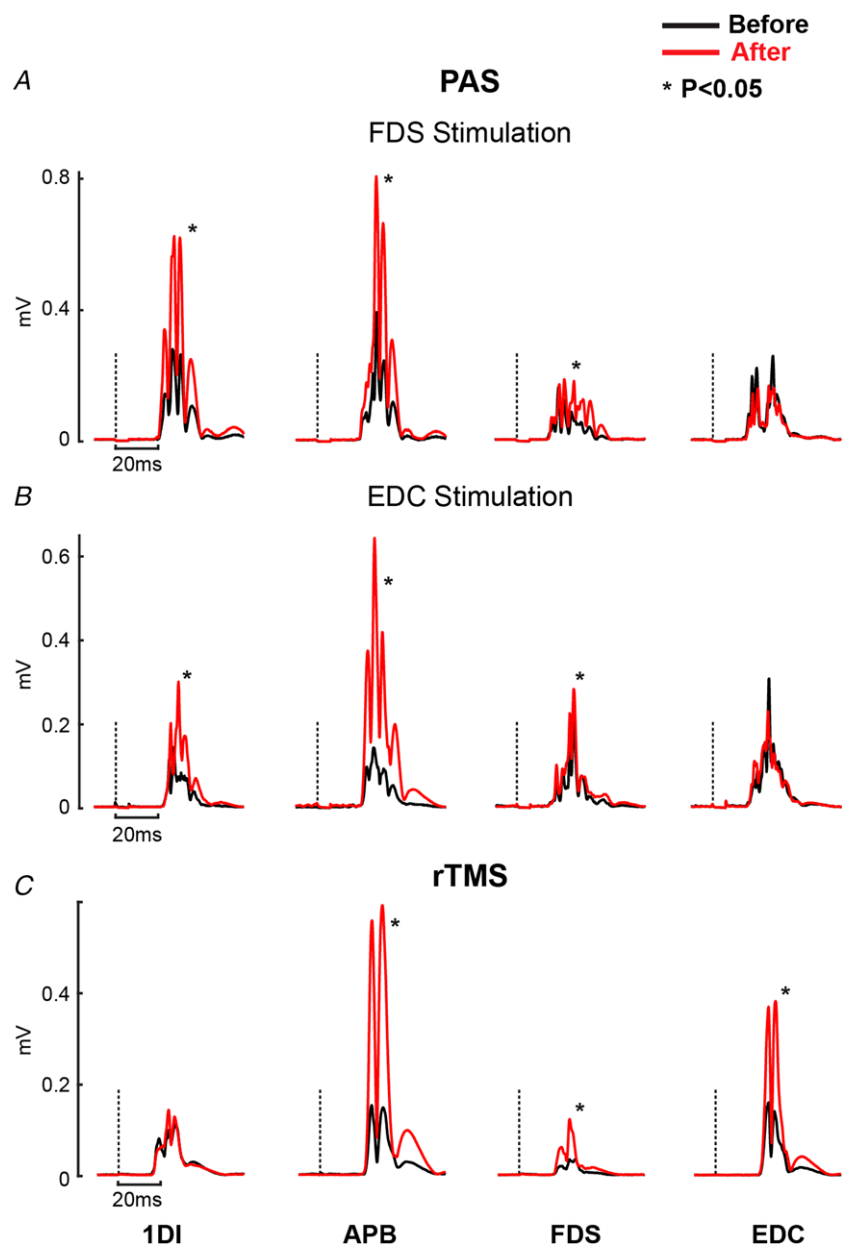 Before
After
* P<0.05
A
PAS
FDS Stimulation
0.8
*
*
0.4
mV
*
0
20ms
B
EDC Stimulation
0.6
*
0.4
mV
*
*
0.2
0
20ms
C
rTMS
*
0.4
*
mV
0.2
*
0
20ms
1DI APB FDS EDC